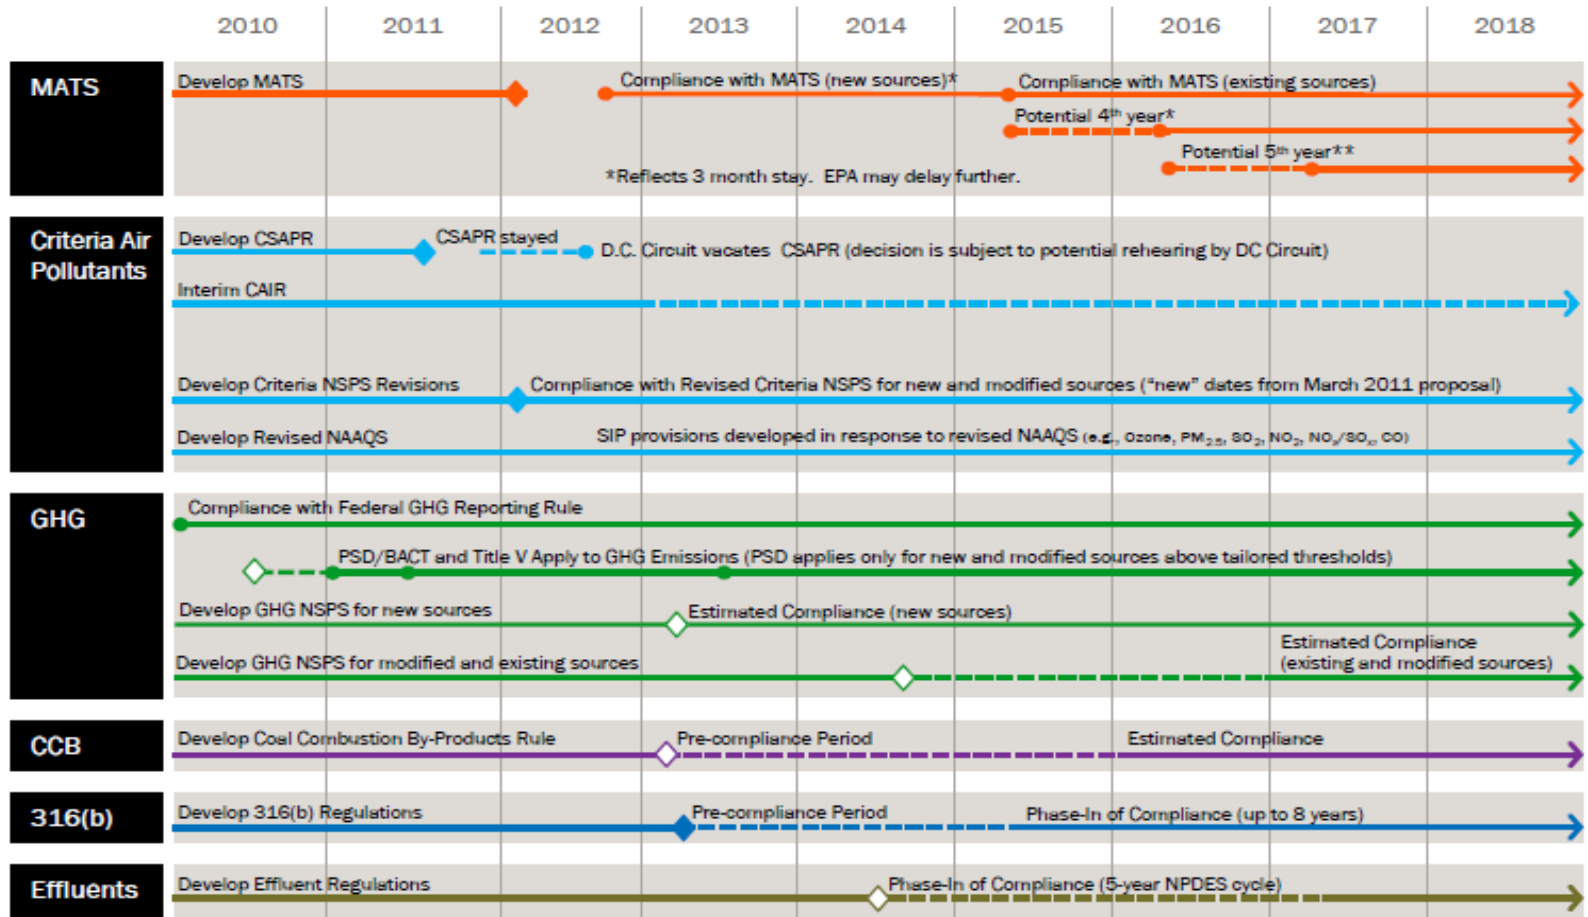 2010 2011 2012 2013 2014 2015 2016 2017 2018
MATS
Develop MATS
Compliance with MATS (new sources)*
Compliance with MATS (existing sources)
Potential 4th year*
Potential 5th year**
*Reflects 3 month stay. EPA may delay further.
Criteria Air
Pollutants
Develop CSAPR
CSAPR stayed
D.C. Circuit vacates CSAPR (decision is subject to potential rehearing by DC Circuit)
Interim CAIR
Develop Criteria NSPS Revisions
Compliance with Revised Criteria NSPS for new and modified sources ("new" dates from March 2011 proposal)
Develop Revised NAAQS
SIP provisions developed in response to revised NAAQS (e.g., Ozone, PM2.5, SO2, NO2, NOx/SOx, CO)
GHG
Compliance with Federal GHG Reporting Rule
PSD/BACT and Title V Apply to GHG Emissions (PSD applies only for new and modified sources above tailored thresholds)
Develop GHG NSPS for new sources
Estimated Compliance (new sources)
Develop GHG NSPS for modified and existing sources
Estimated Compliance
(existing and modified sources)
CCB
Develop Coal Combustion By-Products Rule
Pre-compliance Period
Estimated Compliance
316(b)
Develop 316(b) Regulations
Pre-compliance Period
Phase-In of Compliance (up to 8 years)
Effluents
Develop Effluent Regulations
Phase-In of Compliance (5-year NPDES cycle)